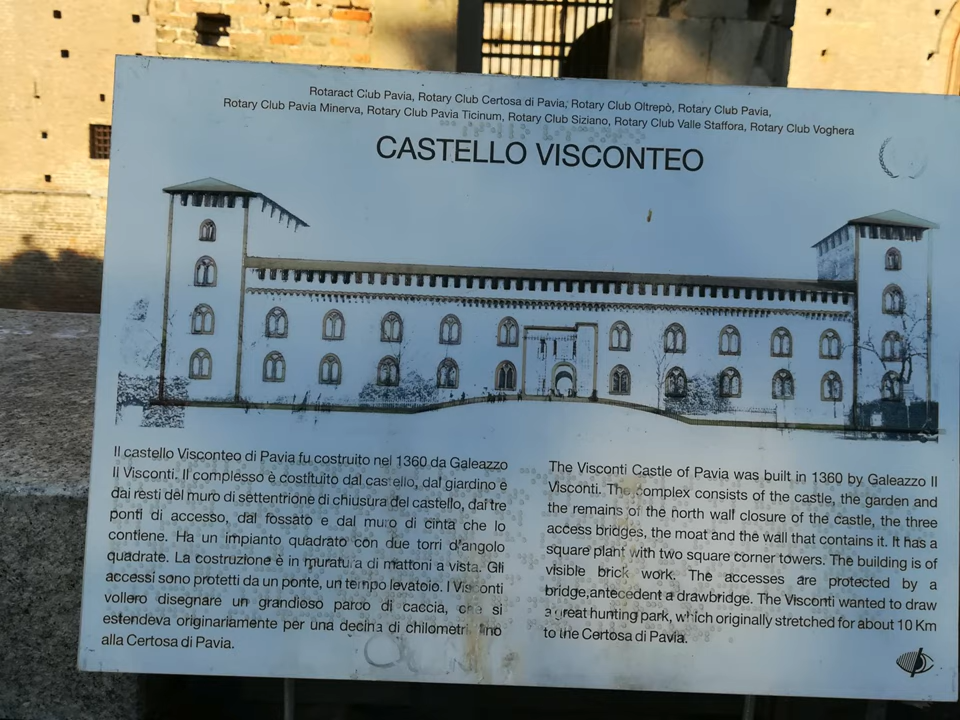 Rotaract Club Pavia, Rotary Club Certosa di Pavia, Rotary Club Oltrepò, Rotary Club Pavia,
Rotary Club Pavia Minerva, Rotary Club Pavia Ticinum, Rotary Club Siziano, Rotary Club Valle Staffora, Rotary Club Voghera
CASTELLO VISCONTEO
Il castello Visconteo di Pavia fu costruito nel 1360 da Galeazzo
II Visconti. Il complesso è costituito dal castello, dal giardino e
dai resti del muro di settentrione di chiusura del castello, dai tre
ponti di accesso, dal fossato e dal muro di cinta che lo
contiene. Ha un impianto quadrato con due torri d'angolo
quadrate. La costruzione è in muratura di mattoni a vista. Gli
accessi sono protetti da un ponte, un tempo levatoio. I Visconti
vollero disegnare un grandioso parco di caccia, che si
estendeva originariamente per una decina di chilometri fino
alla Certosa di Pavia.
The Visconti Castle of Pavia was built in 1360 by Galeazzo II
Visconti. The complex consists of the castle, the garden and
the remains of the north wall closure of the castle, the three
access bridges, the moat and the wall that contains it. It has a
square plant with two square corner towers. The building is of
visible brick work. The accesses are protected by a
bridge,antecedent a drawbridge. The Visconti wanted to draw
a great hunting park, which originally stretched for about 10 Km
to the Certosa di Pavia.